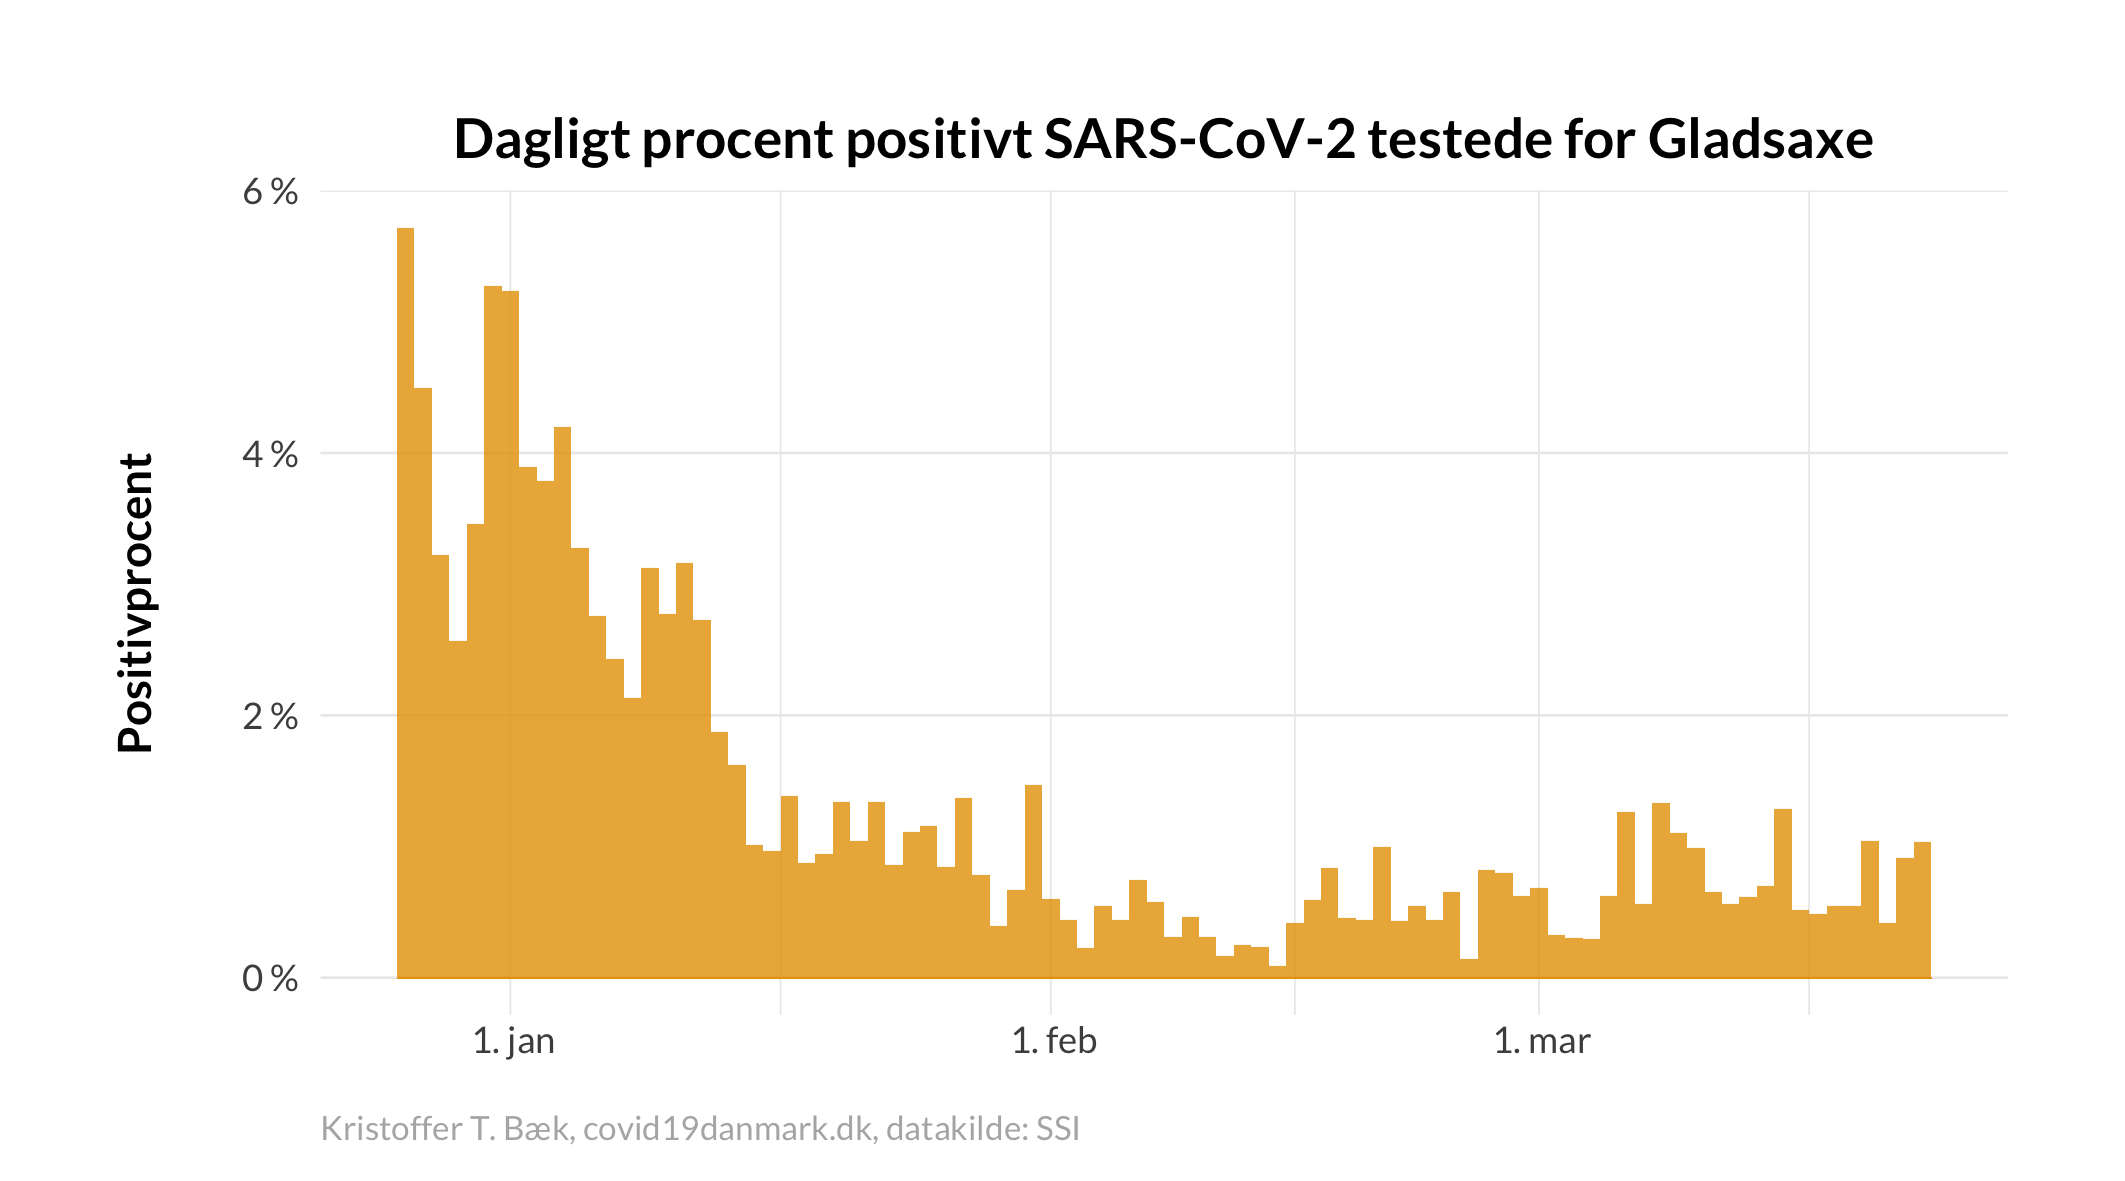 Dagligt procent positivt SARS-CoV-2 testede for Gladsaxe
Positivprocent
6 %
4 %
2 %
0 %
1. jan
1. feb
1. mar
Kristoffer T. Bæk, covid19danmark.dk, datakilde: SSI